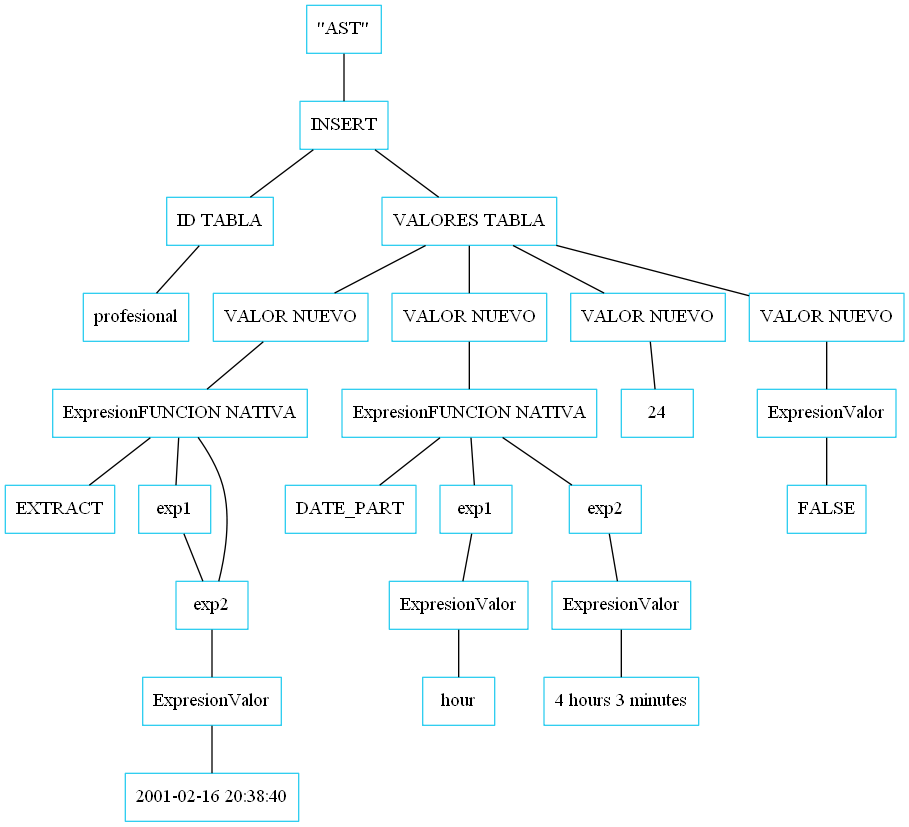 "AST"
INSERT
ID TABLA
VALORES TABLA
profesional
VALOR NUEVO
VALOR NUEVO
VALOR NUEVO
VALOR NUEVO
ExpresionFUNCION NATIVA
ExpresionFUNCION NATIVA
24
ExpresionValor
EXTRACT
exp1
DATE_PART
exp1
exp2
FALSE
exp2
ExpresionValor
ExpresionValor
ExpresionValor
hour
4 hours 3 minutes
2001-02-16 20:38:40